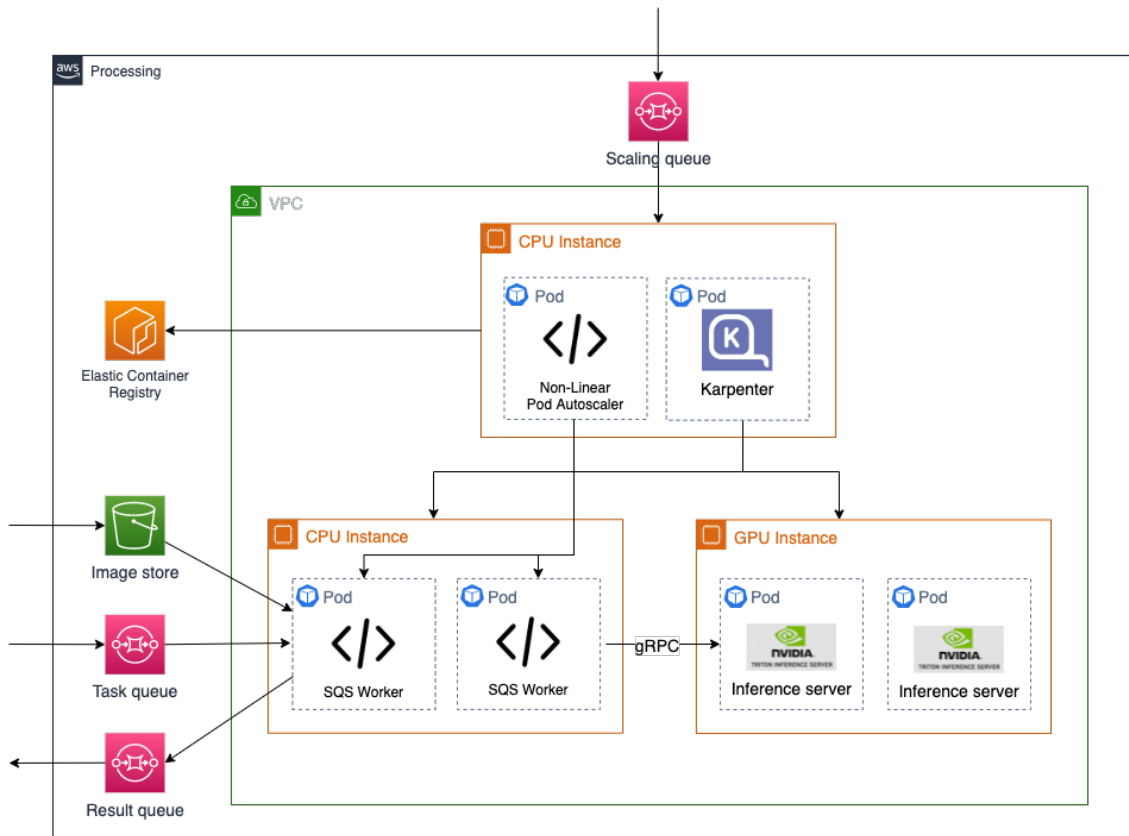 aws
Processing
Scaling queue
VPC
CPU Instance
Pod
Non-Linear
Pod Autoscaler
Pod
K
Karpenter
Elastic Container
Registry
Image store
Task queue
Result queue
CPU Instance
Pod
SQS Worker
Pod
SQS Worker
gRPC
GPU Instance
Pod
NVIDIA.
TRITON INFERENCE SERVER
Inference server
Pod
NVIDIA.
TRITON INFERENCE SERVER
Inference server